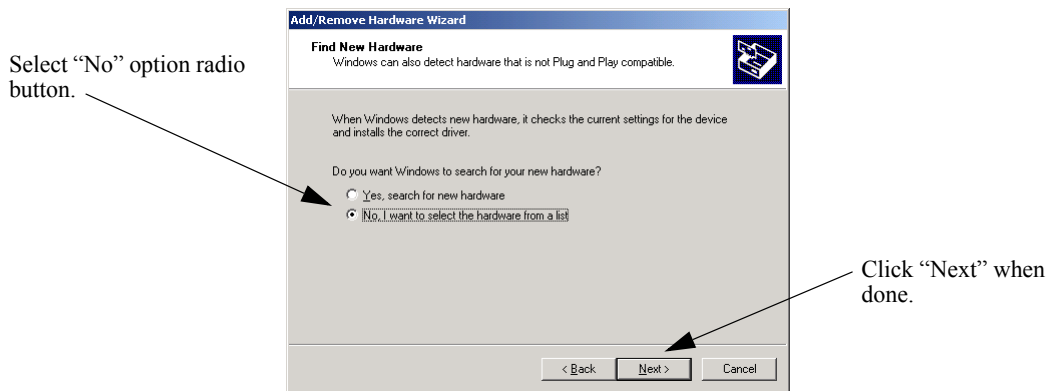 Add/Remove Hardware Wizard
Find New Hardware
Windows can also detect hardware that is not Plug and Play compatible.
Select “No” option radio
button.
When Windows detects new hardware, it checks the current settings for the device
and installs the correct driver.
Do you want Windows to search for your new hardware?
Yes, search for new hardware
No, I want to select the hardware from a list
Click “Next” when
done.
< Back
Next >
Cancel